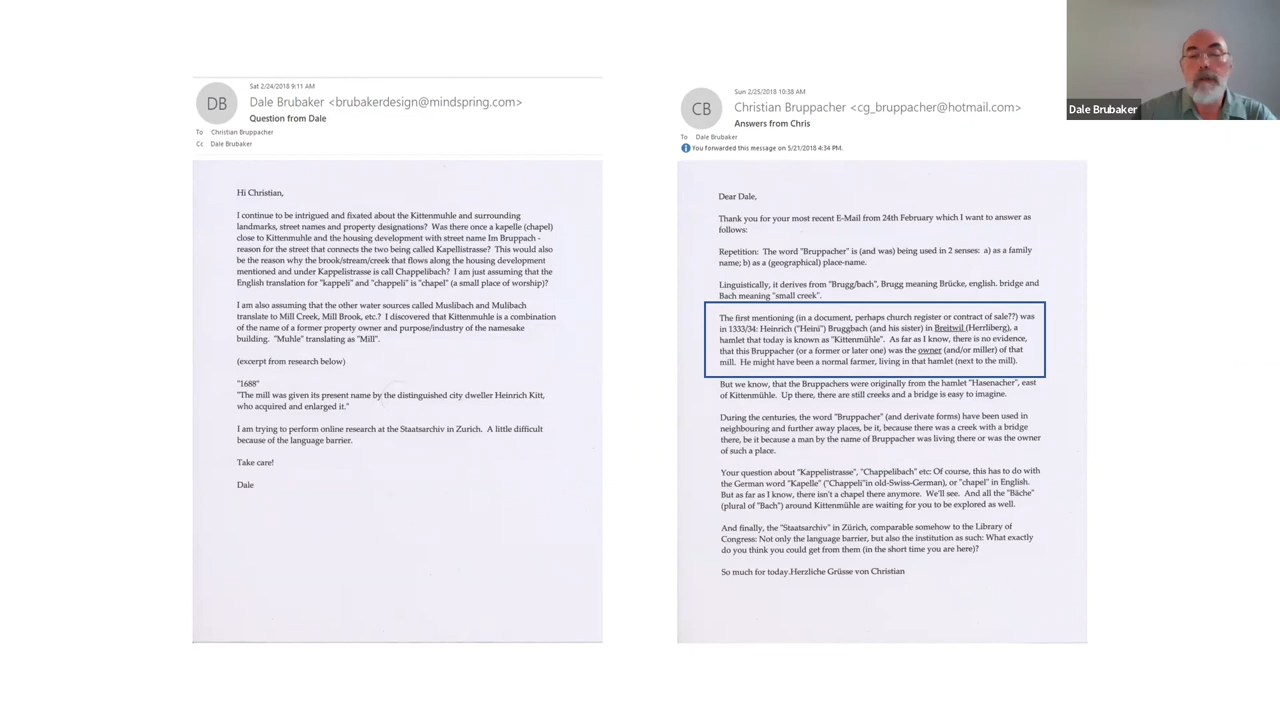 DB
Sat 2/24/2018 9:11 AM
Dale Brubaker <brubakerdesign@mindspring.com>
Question from Dale
To Christian Bruppacher
Cc Dale Brubaker
Hi Christian,
I continue to be intrigued and fixated about the Kittenmuhle and surrounding
landmarks, street names and property designations? Was there once a kapelle (chapel)
close to Kittenmuhle and the housing development with street name Im Bruppach -
reason for the street that connects the two being called Kapellistrasse? This would also
be the reason why the brook/stream/creek that flows along the housing development
mentioned and under Kappelistrasse is call Chappelibach? I am just assuming that the
English translation for "kappeli" and "chappeli" is "chapel" (a small place of worship)?
I am also assuming that the other water sources called Muslibach and Mulibach
translate to Mill Creek, Mill Brook, etc.? I discovered that Kittenmuhle is a combination
of the name of a former property owner and purpose/industry of the namesake
building. "Muhle" translating as "Mill".
(excerpt from research below)
"1688"
"The mill was given its present name by the distinguished city dweller Heinrich Kitt,
who acquired and enlarged it."
I am trying to perform online research at the Staatsarchiv in Zurich. A little difficult
because of the language barrier.
Take care!
Dale
CB
Sun 2/25/2018 10:38 AM
Christian Bruppacher <cg_bruppacher@hotmail.com>
Answers from Chris
To Dale Brubaker
You forwarded this message on 5/21/2018 4:34 PM.
Dear Dale,
Thank you for your most recent E-Mail from 24th February which I want to answer as
follows:
Repetition: The word "Bruppacher" is (and was) being used in 2 senses: a) as a family
name; b) as a (geographical) place-name.
Linguistically, it derives from "Brugg/bach", Brugg meaning Brücke, english. bridge and
Bach meaning "small creek".
The first mentioning (in a document, perhaps church register or contract of sale??) was
in 1333/34: Heinrich ("Heini") Bruggbach (and his sister) in Breitwil (Herrliberg), a
hamlet that today is known as "Kittenmühle". As far as I know, there is no evidence,
that this Bruppacher (or a former or later one) was the owner (and/or miller) of that
mill. He might have been a normal farmer, living in that hamlet (next to the mill).
But we know, that the Bruppachers were originally from the hamlet "Hasenacher", east
of Kittenmühle. Up there, there are still creeks and a bridge is easy to imagine.
During the centuries, the word "Bruppacher" (and derivate forms) have been used in
neighbouring and further away places, be it, because there was a creek with a bridge
there, be it because a man by the name of Bruppacher was living there or was the owner
of such a place.
Your question about "Kappelistrasse", "Chappelibach" etc: Of course, this has to do with
the German word "Kapelle" ("Chappeli"in old-Swiss-German), or "chapel" in English.
But as far as I know, there isn't a chapel there anymore. We'll see. And all the "Bäche"
(plural of "Bach") around Kittenmühle are waiting for you to be explored as well.
And finally, the "Staatsarchiv" in Zürich, comparable somehow to the Library of
Congress: Not only the language barrier, but also the institution as such: What exactly
do you think you could get from them (in the short time you are here)?
So much for today.Herzliche Grüsse von Christian
Dale Brubaker